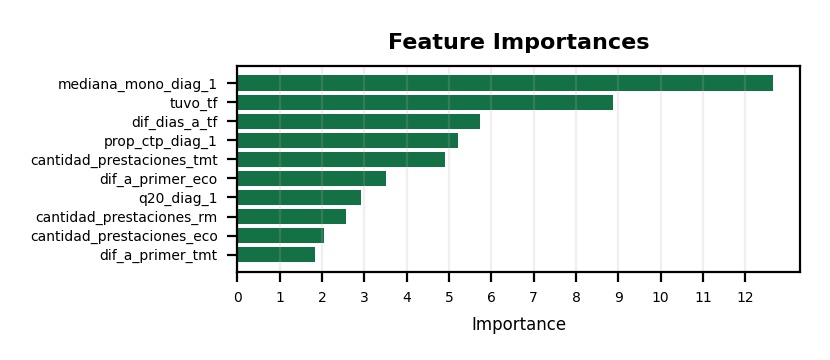 Feature Importances
mediana_mono_diag_1
tuvo_tf
dif_dias_a_tf
prop_ctp_diag_1
cantidad_prestaciones_tmt
dif_a_primer_eco
q20_diag_1
cantidad_prestaciones_rm
cantidad_prestaciones_eco
dif_a_primer_tmt
0 1 2 3 4 5 6 7 8 9 10 11 12
Importance